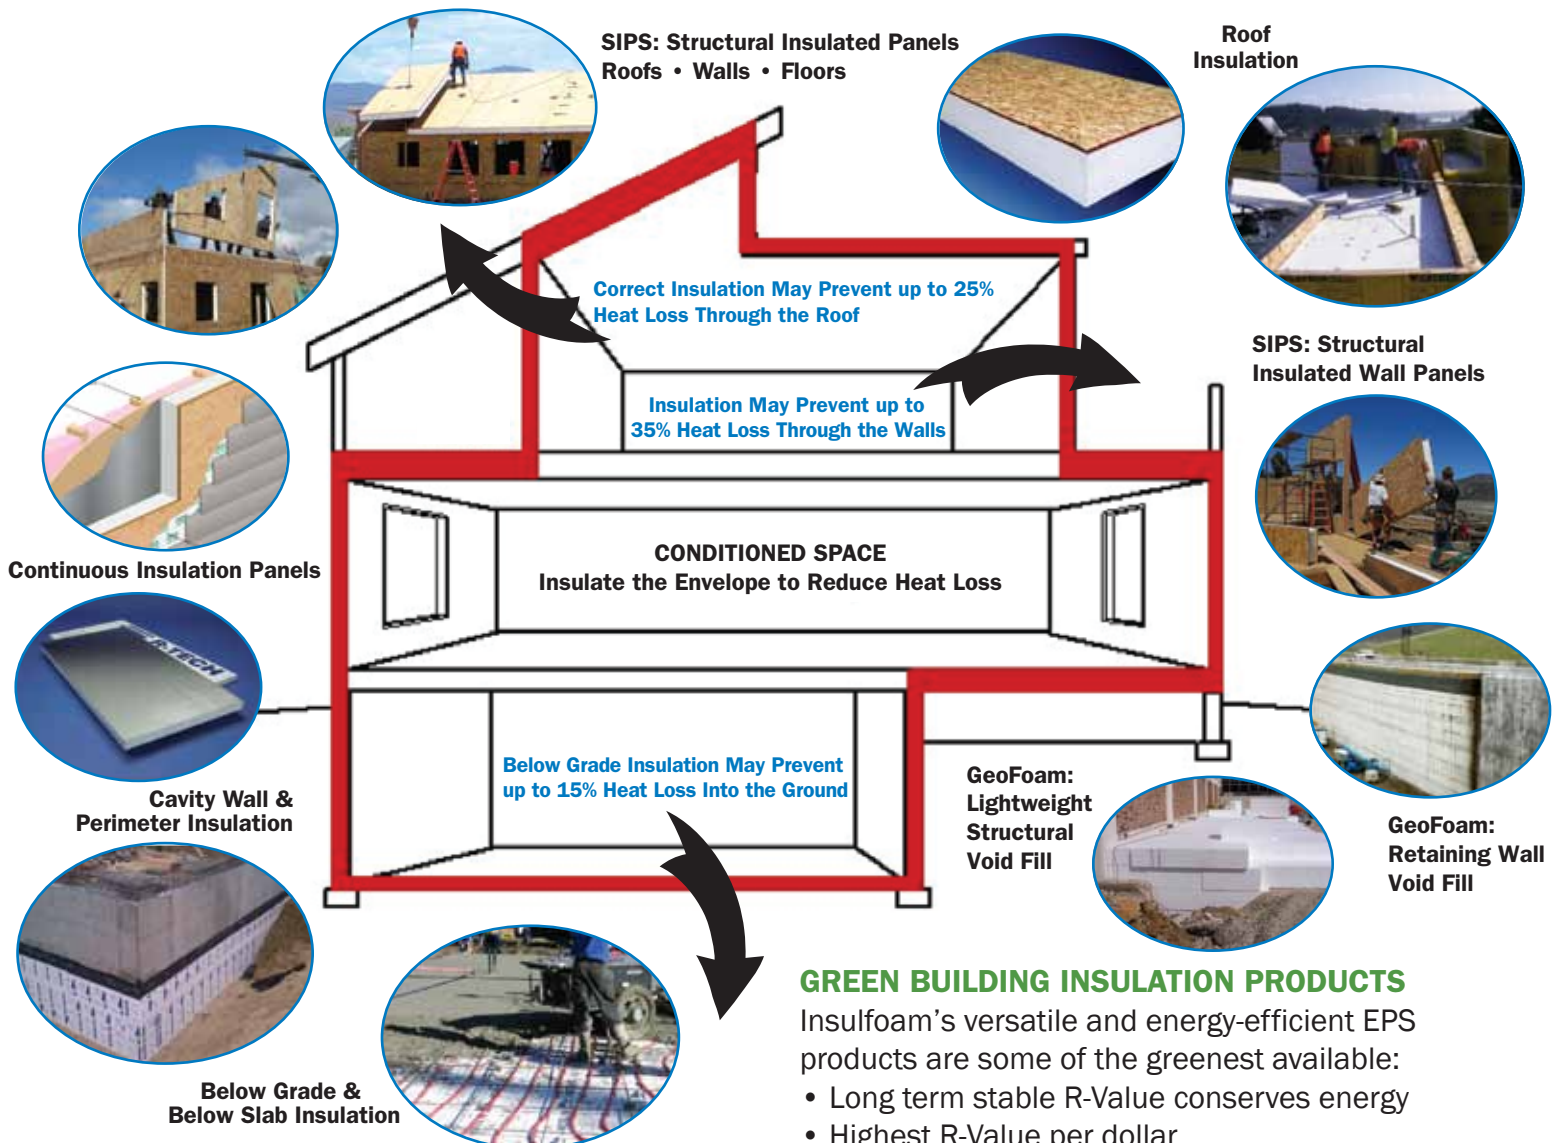 SIPS: Structural Insulated Panels
Roofs • Walls • Floors
Roof
Insulation
Correct Insulation May Prevent up to 25%
Heat Loss Through the Roof
SIPS: Structural
Insulated Wall Panels
Insulation May Prevent up to
35% Heat Loss Through the Walls
CONDITIONED SPACE
Insulate the Envelope to Reduce Heat Loss
Continuous Insulation Panels
R-TECH
Cavity Wall &
Perimeter Insulation
Below Grade Insulation May Prevent
up to 15% Heat Loss Into the Ground
GeoFoam:
Lightweight
Structural
Void Fill
GeoFoam:
Retaining Wall
Void Fill
Below Grade &
Below Slab Insulation
GREEN BUILDING INSULATION PRODUCTS
Insulfoam’s versatile and energy-efficient EPS
products are some of the greenest available:
• Long term stable R-Value conserves energy
• Highest R-Value per dollar